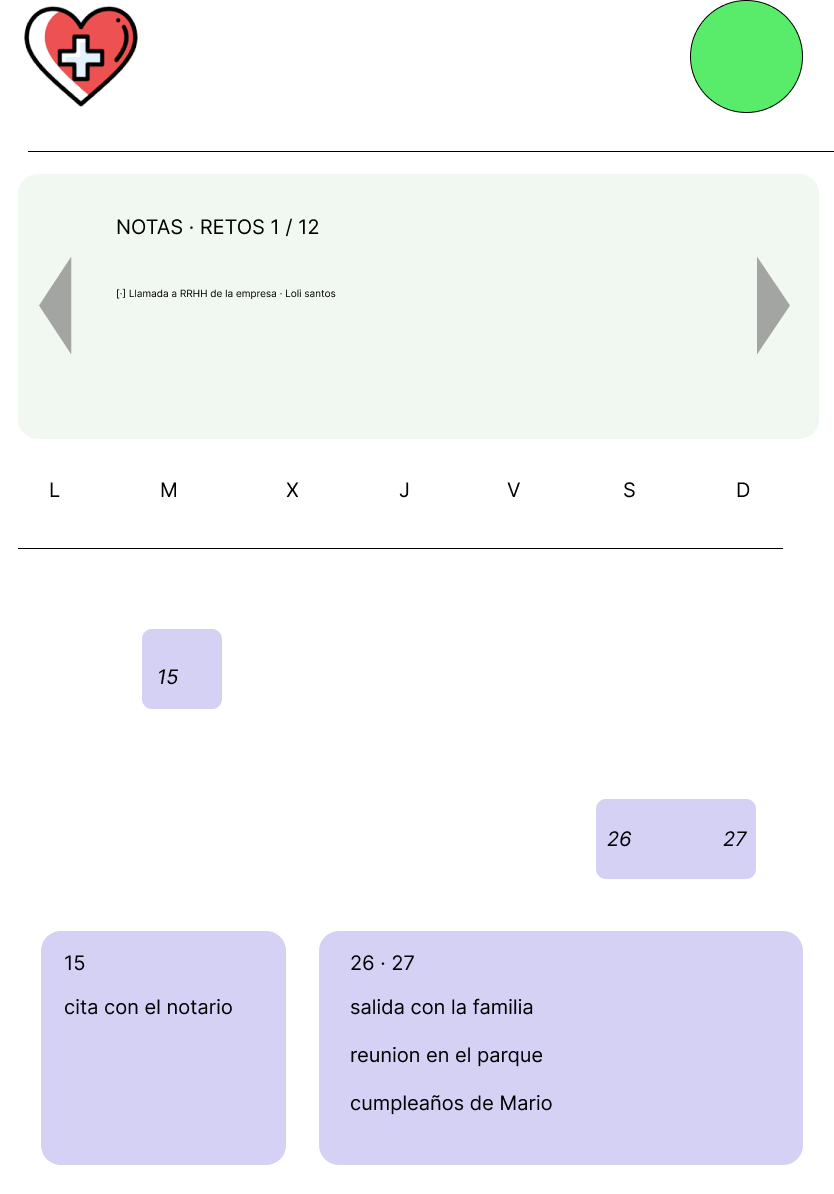 NOTAS · RETOS 1 / 12
[·] Llamada a RRHH de la empresa · Loli santos
L M X J V S D
15
26 27
15
cita con el notario
26 · 27
salida con la familia
reunion en el parque
cumpleaños de Mario